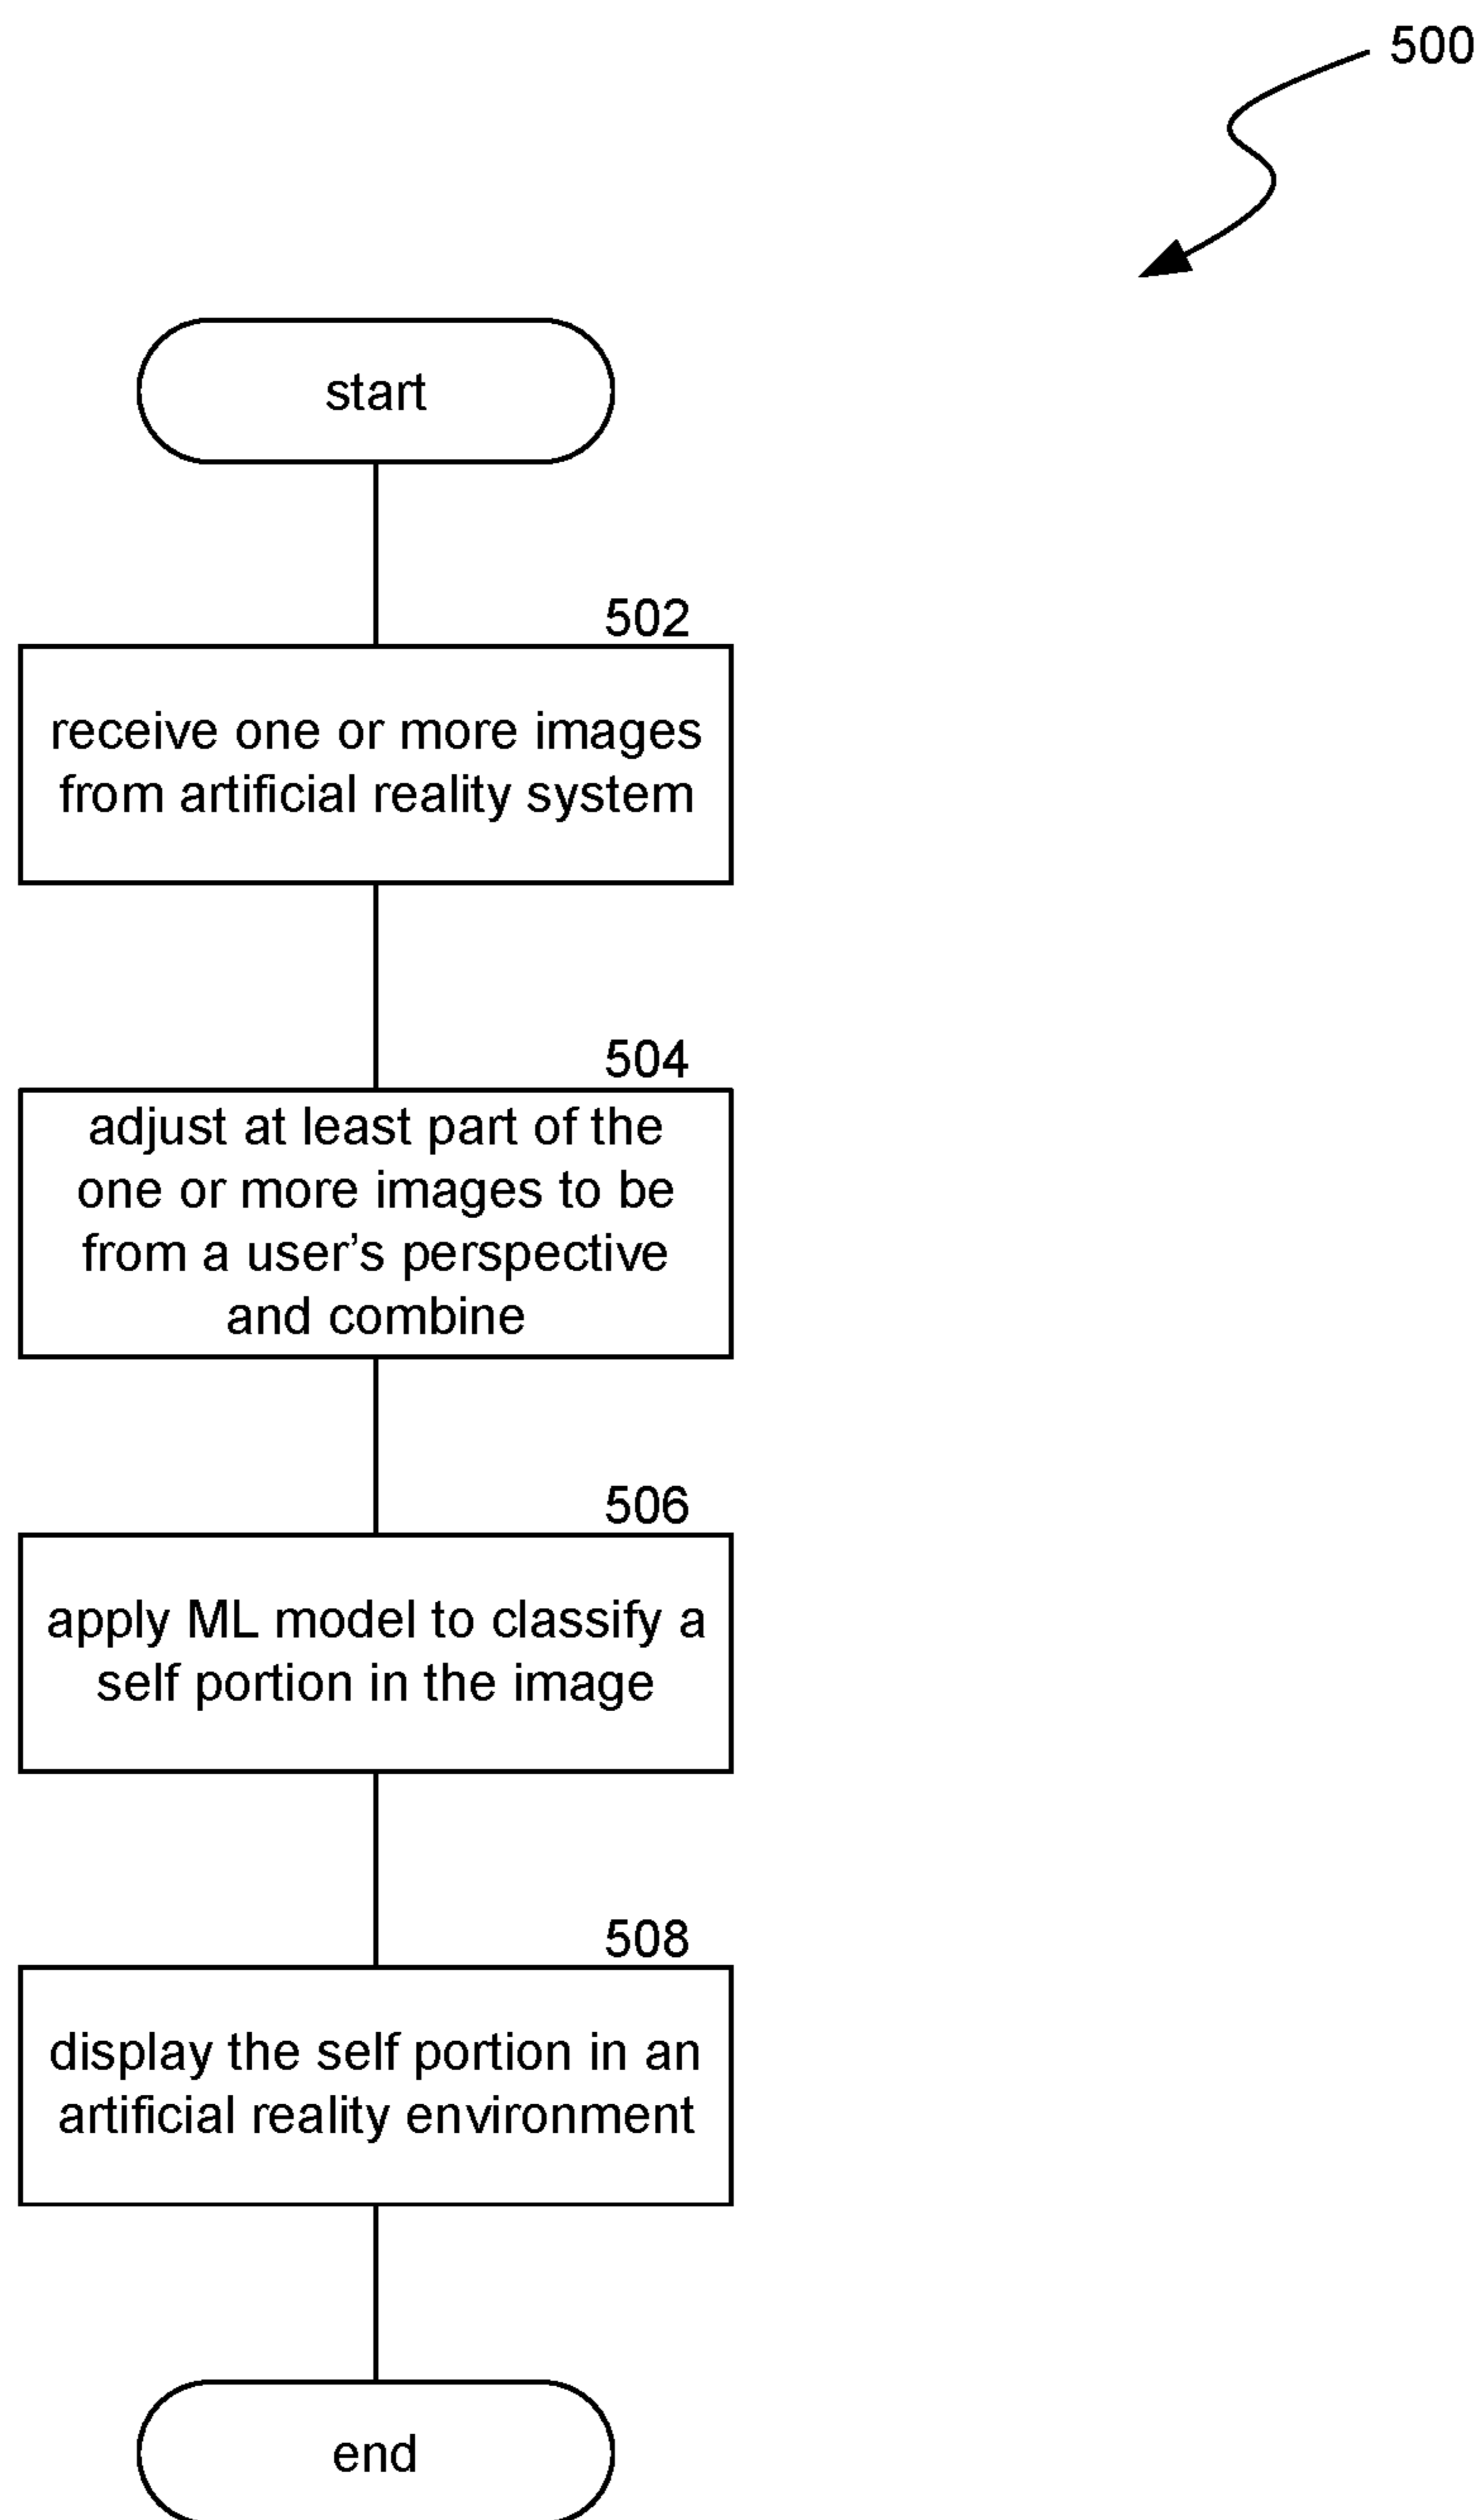 500
start
502
receive one or more images
from artificial reality system
504
adjust at least part of the
one or more images to be
from a user’s perspective
and combine
506
apply ML model to classify a
self portion in the image
508
display the self portion in an
artificial reality environment
end